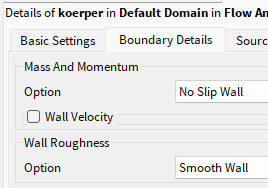 Details of koerper in Default Domain in Flow An
Basic Settings Boundary Details Sourc
Mass And Momentum
Option No Slip Wall
Wall Velocity
Wall Roughness
Option Smooth Wall